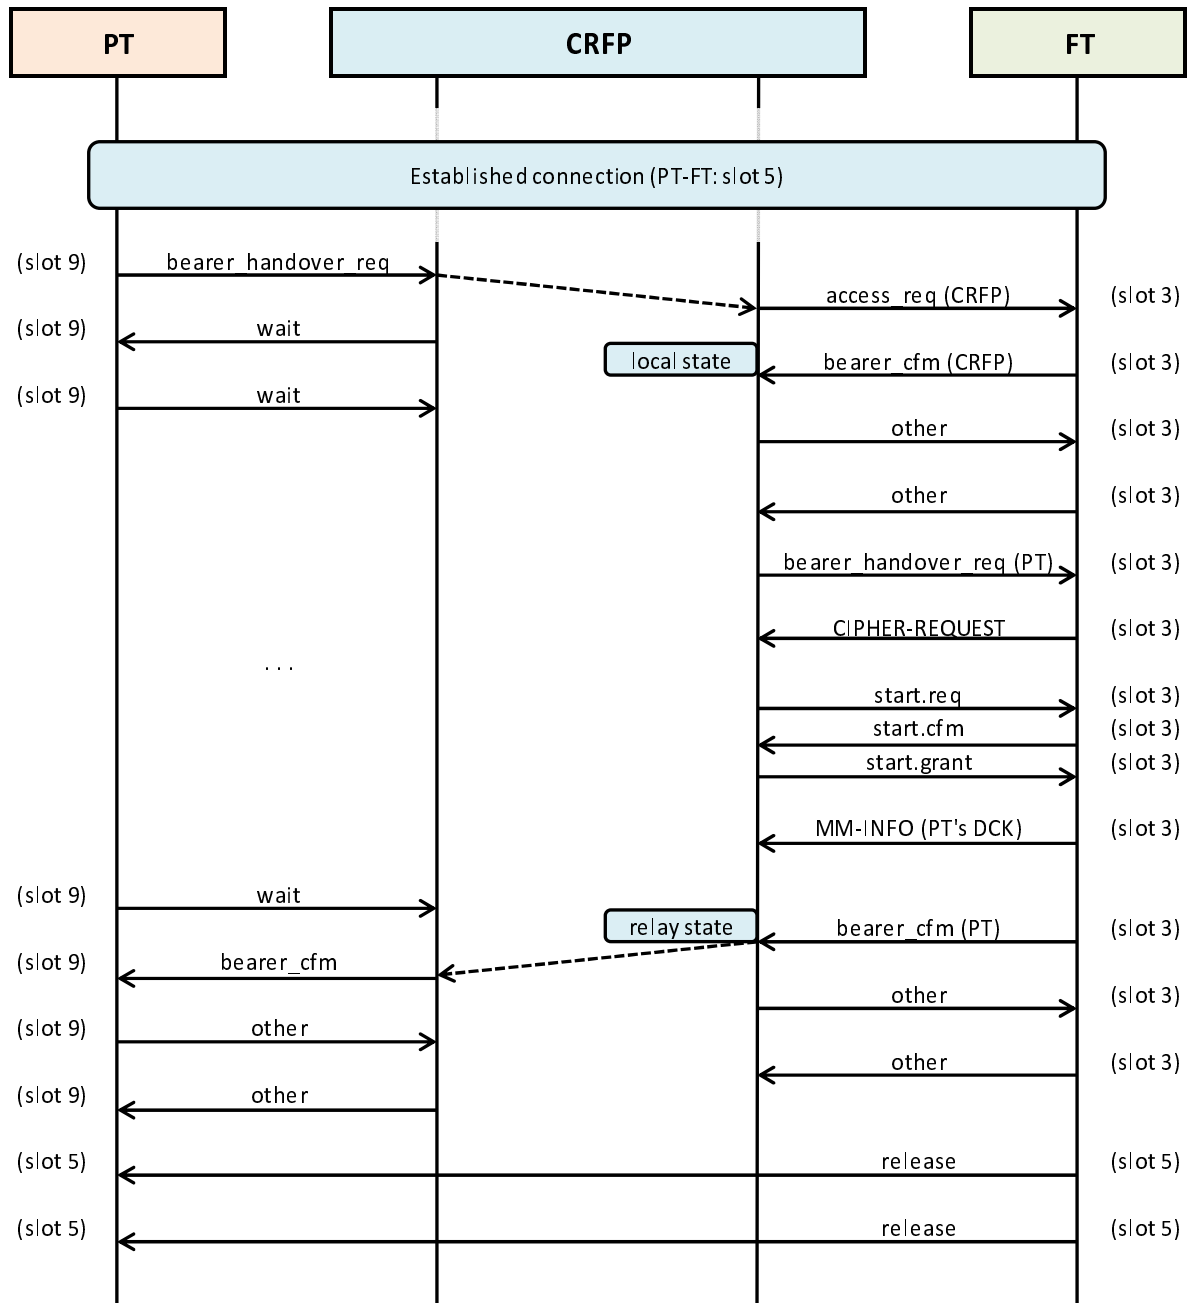 PT CRFP FT
Established connection (PT-FT: slot 5)
(slot 9) bearer_handover_req
access_req (CRFP) (slot 3)
(slot 9) wait
local state bearer_cfm (CRFP) (slot 3)
(slot 9) wait
other (slot 3)
other (slot 3)
bearer_handover_req (PT) (slot 3)
CIPHER-REQUEST (slot 3)
. . .
start.req (slot 3)
start.cfm (slot 3)
start.grant (slot 3)
MM-INFO (PT's DCK) (slot 3)
(slot 9) wait
relay state bearer_cfm (PT) (slot 3)
(slot 9) bearer_cfm
other (slot 3)
(slot 9) other
other (slot 3)
(slot 9) other
(slot 5) release (slot 5)
(slot 5) release (slot 5)